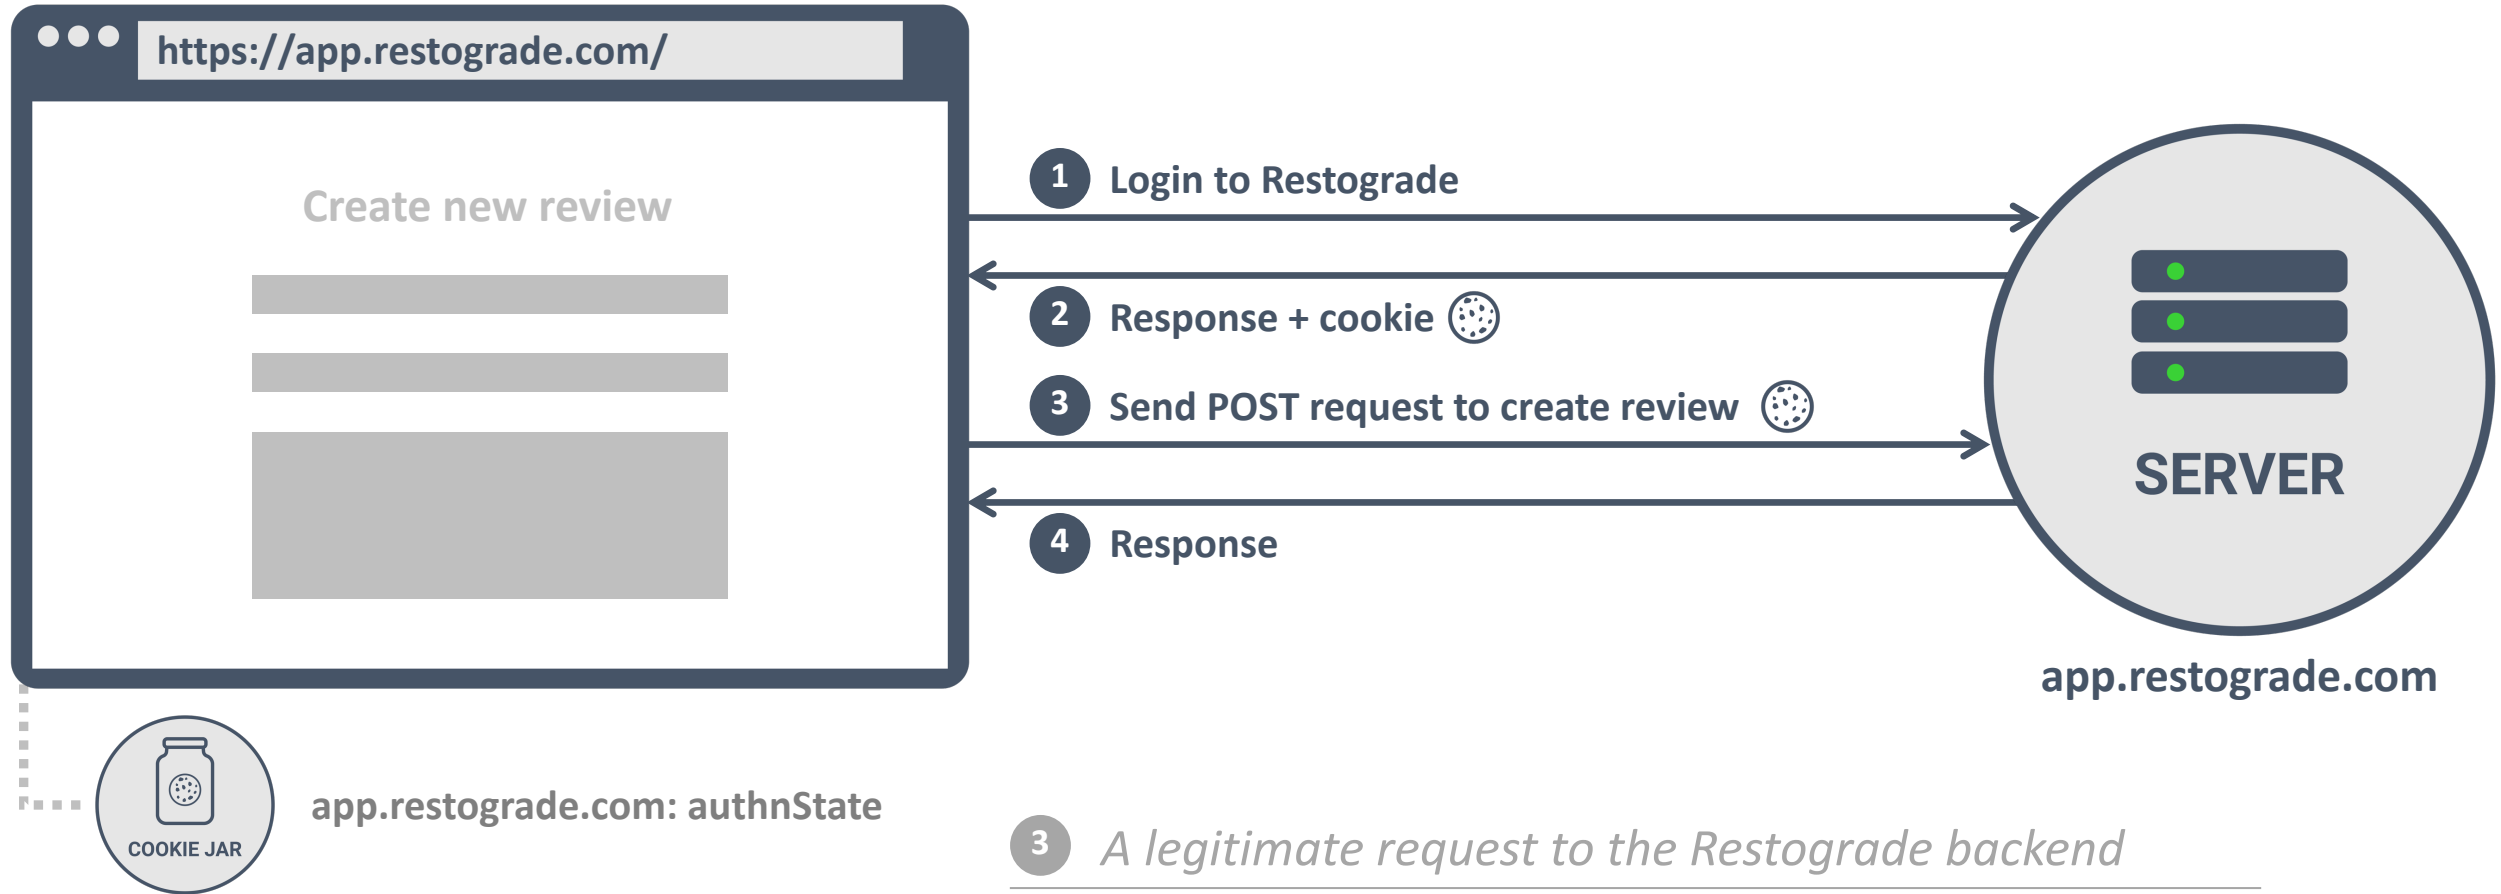 https://app.restograde.com/
Create new review
1 Login to Restograde
2 Response + cookie
3 Send POST request to create review
4 Response
SERVER
app.restograde.com
COOKIE JAR
app.restograde.com: authnState
3 A legitimate request to the Restograde backend